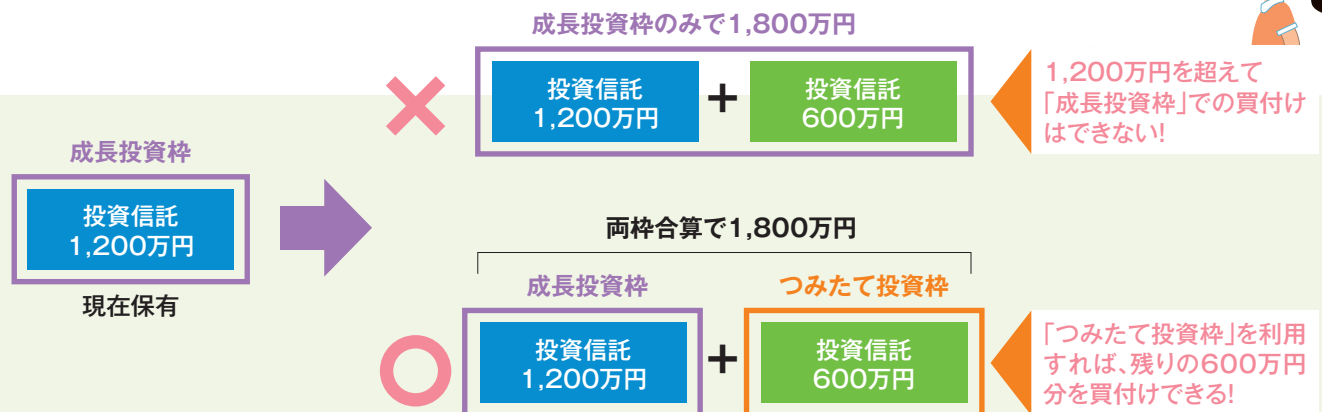 成長投資枠のみで1,800万円
投資信託
1,200万円
+
投資信託
600万円
1,200万円を超えて
「成長投資枠」での買付け
はできない!
成長投資枠
投資信託
1,200万円
現在保有
両枠合算で1,800万円
成長投資枠
つみたて投資枠
投資信託
1,200万円
+
投資信託
600万円
「つみたて投資枠」を利用
すれば、残りの600万円
分を買付けできる!